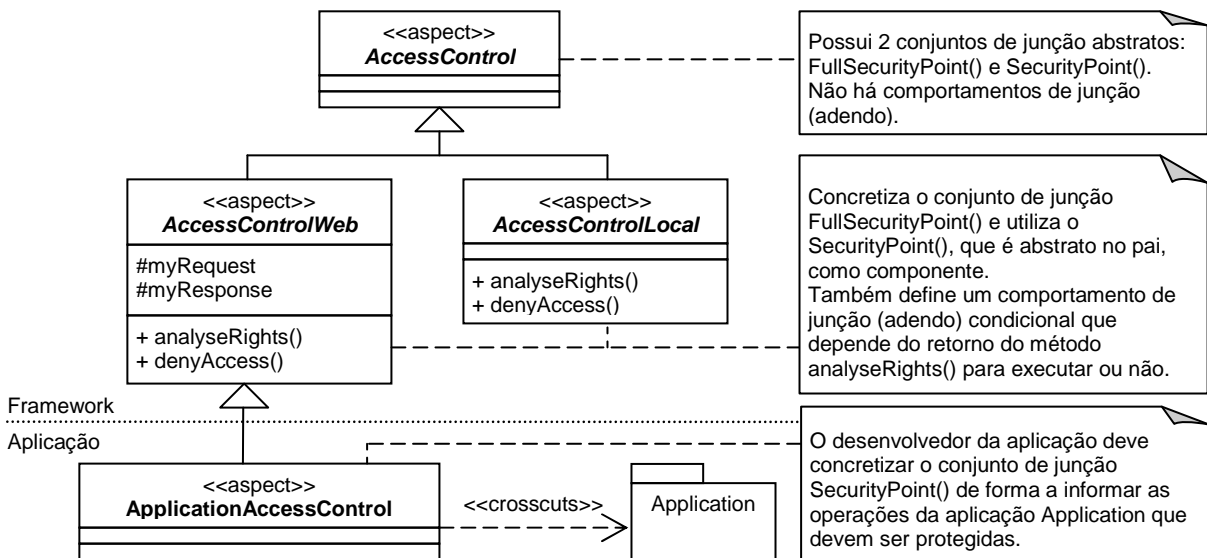 <<aspect>>
AccessControl
Possui 2 conjuntos de junção abstratos:
FullSecurityPoint() e SecurityPoint().
Não há comportamentos de junção
(adendo).
<<aspect>>
AccessControlWeb
#myRequest
#myResponse
+ analyseRights()
+ denyAccess()
<<aspect>>
AccessControlLocal
+ analyseRights()
+ denyAccess()
Concretiza o conjunto de junção
FullSecurityPoint() e utiliza o
SecurityPoint(), que é abstrato no pai,
como componente.
Também define um comportamento de
junção (adendo) condicional que
depende do retorno do método
analyseRights() para executar ou não.
Framework
Aplicação
<<aspect>>
ApplicationAccessControl
<<crosscuts>>
Application
O desenvolvedor da aplicação deve
concretizar o conjunto de junção
SecurityPoint() de forma a informar as
operações da aplicação Application que
devem ser protegidas.